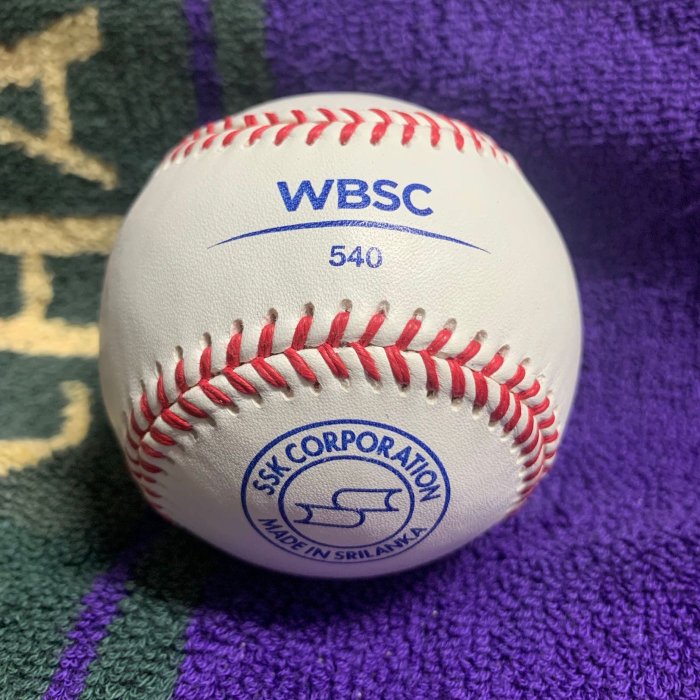 WBSC
540
SSK CORPORATION
MADE IN SRILANKA